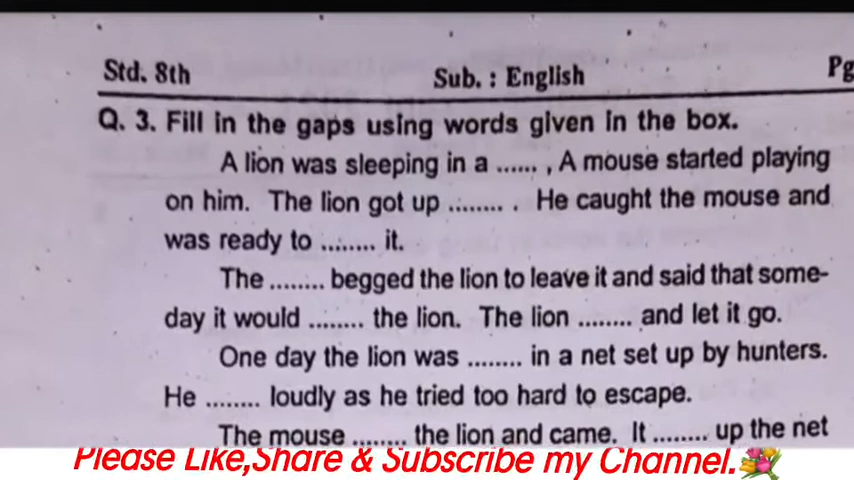 Std. 8th Sub. : English Pg
Q. 3. Fill in the gaps using words given in the box.
A lion was sleeping in a ...... , A mouse started playing
on him. The lion got up ........ . He caught the mouse and
was ready to ........ it.
The ........ begged the lion to leave it and said that some-
day it would ........ the lion. The lion ........ and let it go.
One day the lion was ........ in a net set up by hunters.
He ........ loudly as he tried too hard to escape.
The mouse ........ the lion and came. It ........ up the net
Please Like,Share & Subscribe my Channel.💐